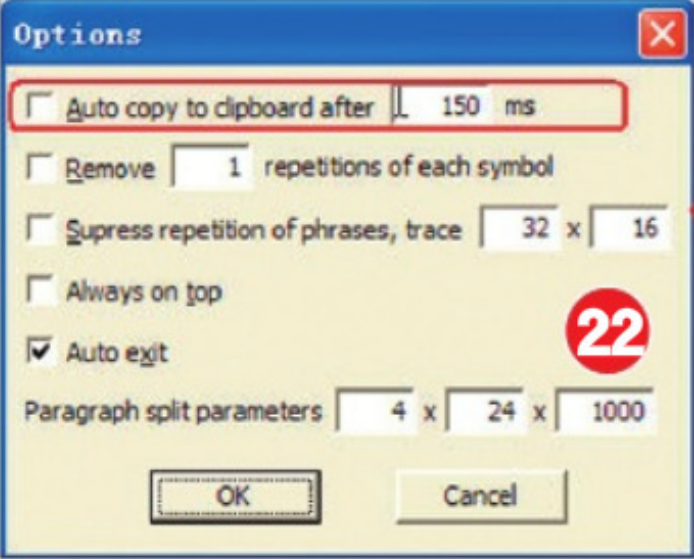 Options
Auto copy to clipboard after 150 ms
Remove 1 repetitions of each symbol
Supress repetition of phrases, trace 32 x 16
Always on top
22
Auto exit
Paragraph split parameters 4 x 24 x 1000
OK Cancel